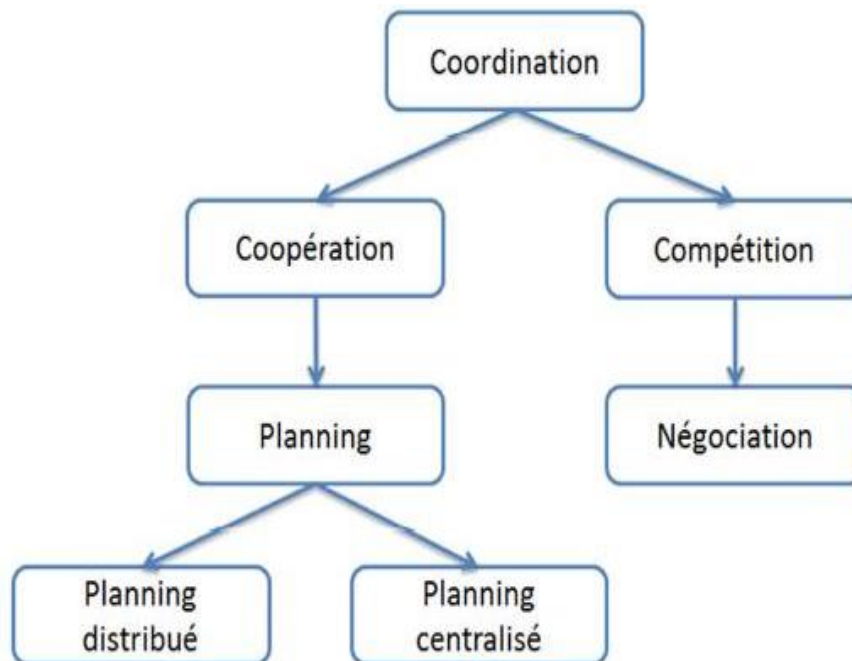 Coordination
Coopération
Compétition
Planning
Négociation
Planning
distribué
Planning
centralisé